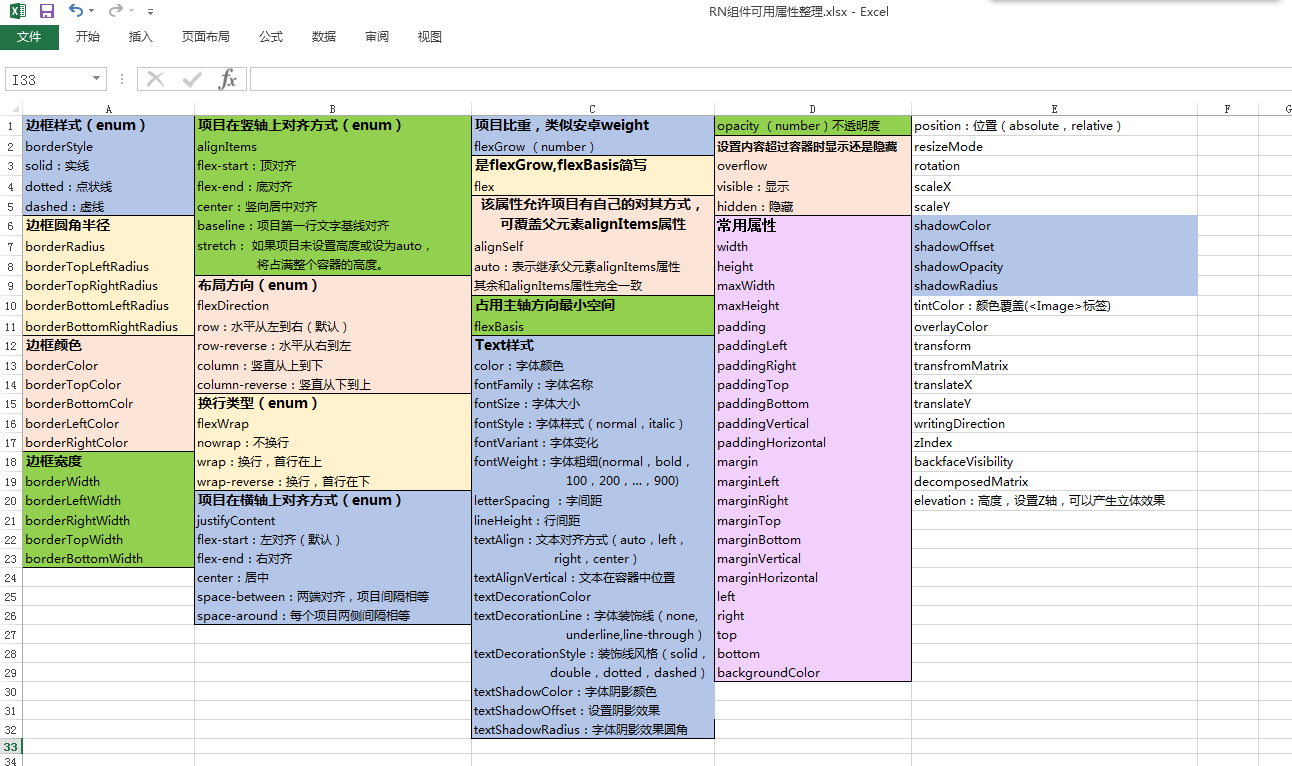 RN组件可用属性整理.xlsx - Excel
文件
开始
插入
页面布局
公式
数据
审阅
视图
I33
fx
A
B
C
D
E
F
G
1
2
3
4
5
6
7
8
9
10
11
12
13
14
15
16
17
18
19
20
21
22
23
24
25
26
27
28
29
30
31
32
33
34
边框样式（enum）
borderStyle
solid：实线
dotted：点状线
dashed：虚线
边框圆角半径
borderRadius
borderTopLeftRadius
borderTopRightRadius
borderBottomLeftRadius
borderBottomRightRadius
边框颜色
borderColor
borderTopColor
borderBottomColr
borderLeftColor
borderRightColor
边框宽度
borderWidth
borderLeftWidth
borderRightWidth
borderTopWidth
borderBottomWidth
项目在竖轴上对齐方式（enum）
alignItems
flex-start：顶对齐
flex-end：底对齐
center：竖向居中对齐
baseline：项目第一行文字基线对齐
stretch： 如果项目未设置高度或设为auto，
将占满整个容器的高度。
布局方向（enum）
flexDirection
row：水平从左到右（默认）
row-reverse：水平从右到左
column：竖直从上到下
column-reverse：竖直从下到上
换行类型（enum）
flexWrap
nowrap：不换行
wrap：换行，首行在上
wrap-reverse：换行，首行在下
项目在横轴上对齐方式（enum）
justifyContent
flex-start：左对齐（默认）
flex-end：右对齐
center：居中
space-between：两端对齐，项目间隔相等
space-around：每个项目两侧间隔相等
项目比重，类似安卓weight
flexGrow （number）
是flexGrow,flexBasis简写
flex
该属性允许项目有自己的对其方式，
可覆盖父元素alignItems属性
alignSelf
auto：表示继承父元素alignItems属性
其余和alignItems属性完全一致
占用主轴方向最小空间
flexBasis
Text样式
color：字体颜色
fontFamily：字体名称
fontSize：字体大小
fontStyle：字体样式（normal，italic）
fontVariant：字体变化
fontWeight：字体粗细(normal，bold，
100，200，...，900)
letterSpacing ：字间距
lineHeight：行间距
textAlign：文本对齐方式（auto，left，
right，center）
textAlignVertical：文本在容器中位置
textDecorationColor
textDecorationLine：字体装饰线（none,
underline,line-through）
textDecorationStyle：装饰线风格（solid，
double，dotted，dashed）
textShadowColor：字体阴影颜色
textShadowOffset：设置阴影效果
textShadowRadius：字体阴影效果圆角
opacity （number）不透明度
设置内容超过容器时显示还是隐藏
overflow
visible：显示
hidden：隐藏
常用属性
width
height
maxWidth
maxHeight
padding
paddingLeft
paddingRight
paddingTop
paddingBottom
paddingVertical
paddingHorizontal
margin
marginLeft
marginRight
marginTop
marginBottom
marginVertical
marginHorizontal
left
right
top
bottom
backgroundColor
position：位置（absolute，relative）
resizeMode
rotation
scaleX
scaleY
shadowColor
shadowOffset
shadowOpacity
shadowRadius
tintColor：颜色覆盖(<Image>标签)
overlayColor
transform
transfromMatrix
translateX
translateY
writingDirection
zIndex
backfaceVisibility
decomposedMatrix
elevation：高度，设置Z轴，可以产生立体效果